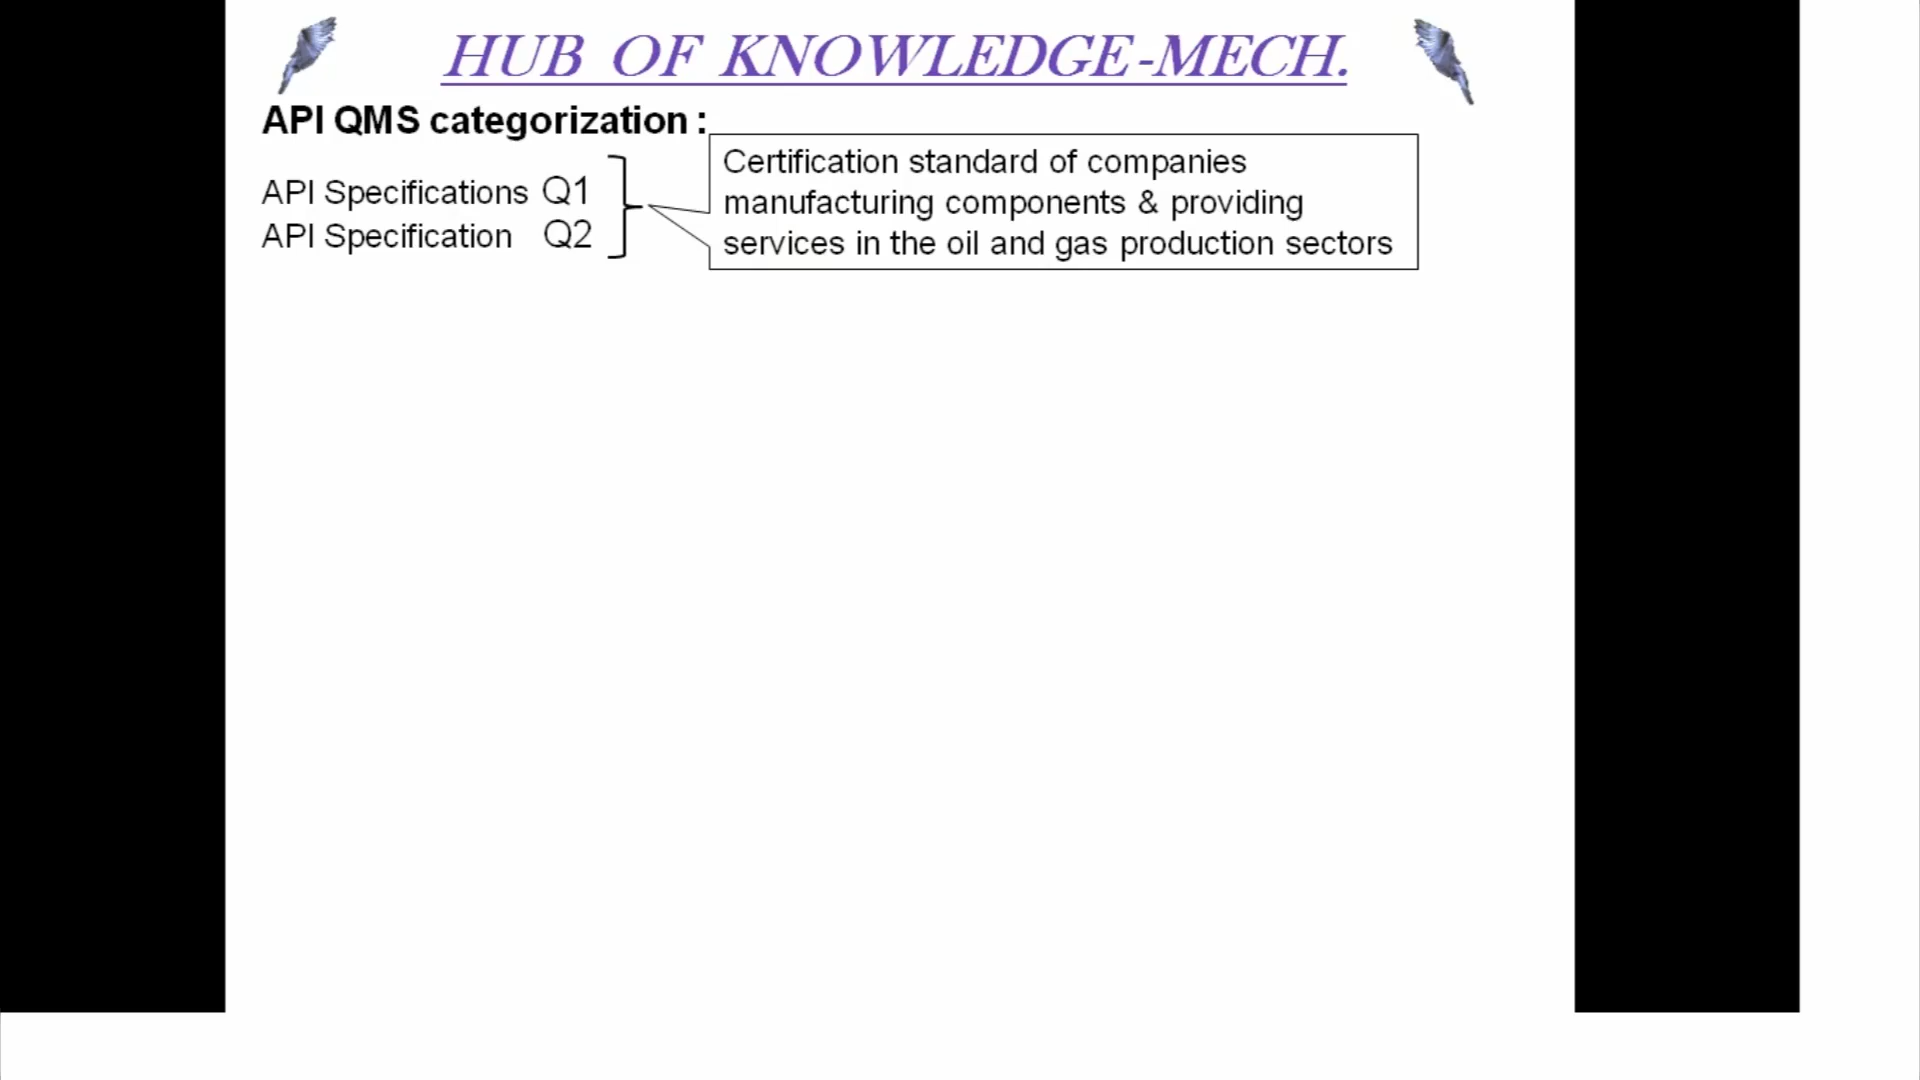 HUB OF KNOWLEDGE-MECH.
API QMS categorization :
API Specifications Q1
API Specification Q2
Certification standard of companies
manufacturing components & providing
services in the oil and gas production sectors